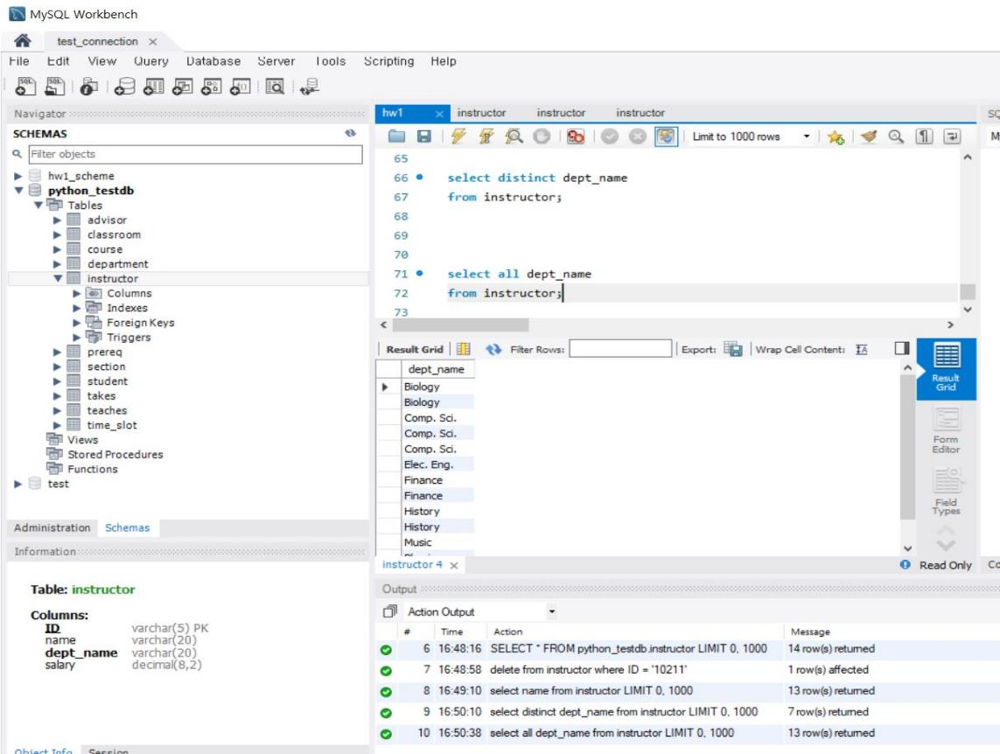 MySQL Workbench
test_connection
File Edit View Query Database Server Tools Scripting Help
Navigator
SCHEMAS
Filter objects
hw1_scheme
python_testdb
Tables
advisor
classroom
course
department
instructor
Columns
Indexes
Foreign Keys
Triggers
prereq
section
student
takes
teaches
time_slot
Views
Stored Procedures
Functions
test
Administration Schemas
Information
Table: instructor
Columns:
ID varchar(5) PK
name varchar(20)
dept_name varchar(20)
salary decimal(8,2)
Object Info Session
hw1 instructor instructor instructor
Limit to 1000 rows
65
66 select distinct dept_name
67 from instructor;
68
69
70
71 select all dept_name
72 from instructor;
73
Result Grid Filter Rows: Export: Wrap Cell Content:
dept_name
Biology
Biology
Comp. Sci.
Comp. Sci.
Comp. Sci.
Elec. Eng.
Finance
Finance
History
History
Music
Result Grid
Form Editor
Field Types
instructor 4 Read Only
Output
Action Output
# Time Action Message
6 16:48:16 SELECT * FROM python_testdb.instructor LIMIT 0, 1000 14 row(s) returned
7 16:48:58 delete from instructor where ID = '10211' 1 row(s) affected
8 16:49:10 select name from instructor LIMIT 0, 1000 13 row(s) returned
9 16:50:10 select distinct dept_name from instructor LIMIT 0, 1000 7 row(s) returned
10 16:50:38 select all dept_name from instructor LIMIT 0, 1000 13 row(s) returned